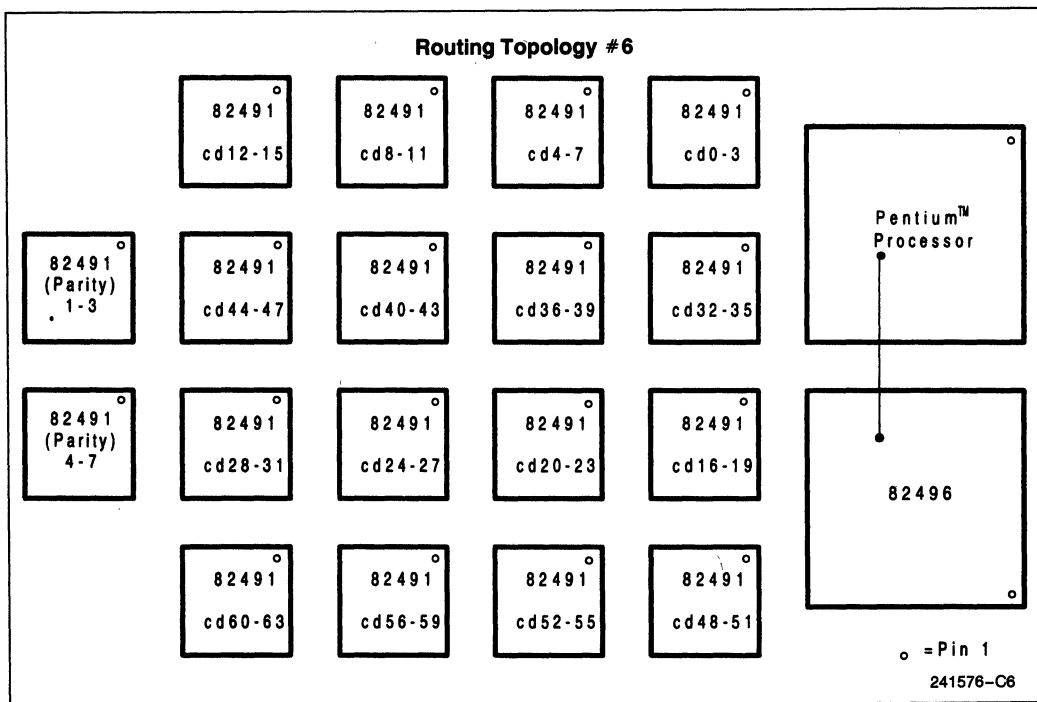 Routing Topology #6
82491
cd12-15
82491
cd8-11
82491
cd4-7
82491
cd0-3
Pentium™
Processor
82491
(Parity)
1-3
82491
cd44-47
82491
cd40-43
82491
cd36-39
82491
cd32-35
82491
(Parity)
4-7
82491
cd28-31
82491
cd24-27
82491
cd20-23
82491
cd16-19
82496
82491
cd60-63
82491
cd56-59
82491
cd52-55
82491
cd48-51
=Pin 1
241576-C6